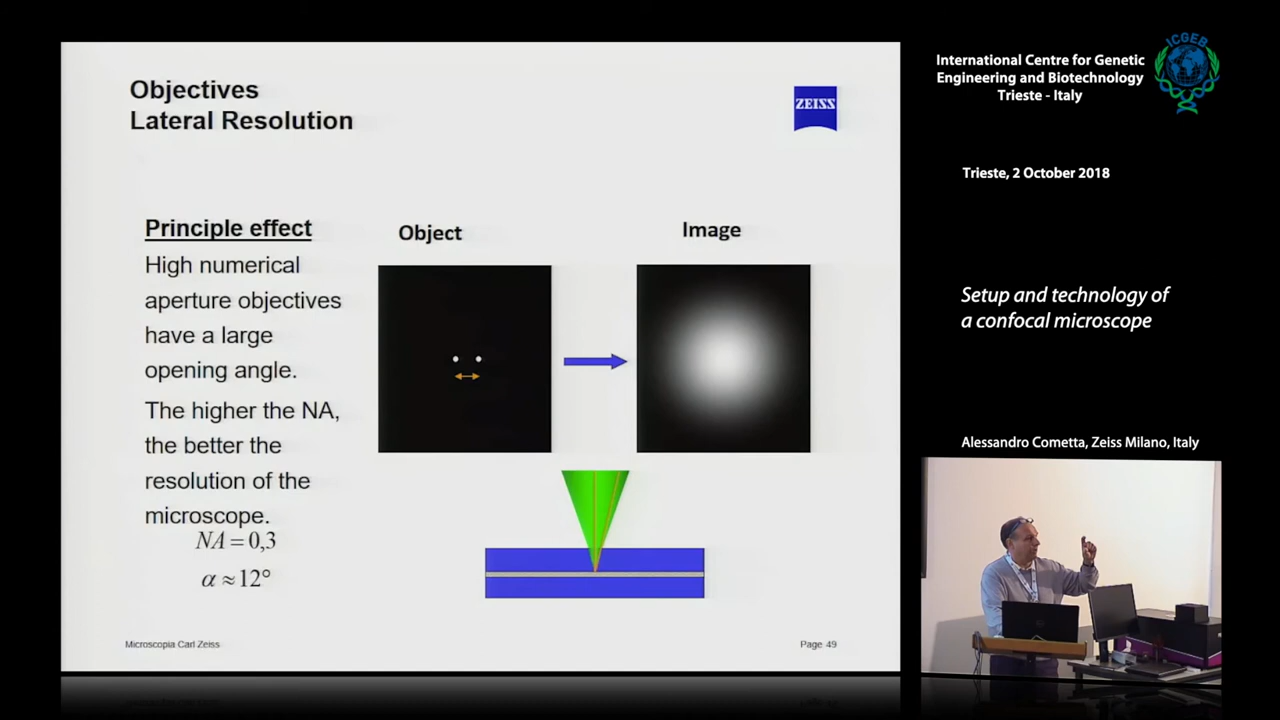 Objectives
Lateral Resolution
ZEISS
Principle effect
High numerical
aperture objectives
have a large
opening angle.
The higher the NA,
the better the
resolution of the
microscope.
NA = 0,3
α ≈ 12°
Object
Image
Microscopia Carl Zeiss
Page 49
International Centre for Genetic
Engineering and Biotechnology
Trieste - Italy
ICGEB
Trieste, 2 October 2018
Setup and technology of
a confocal microscope
Alessandro Cometta, Zeiss Milano, Italy